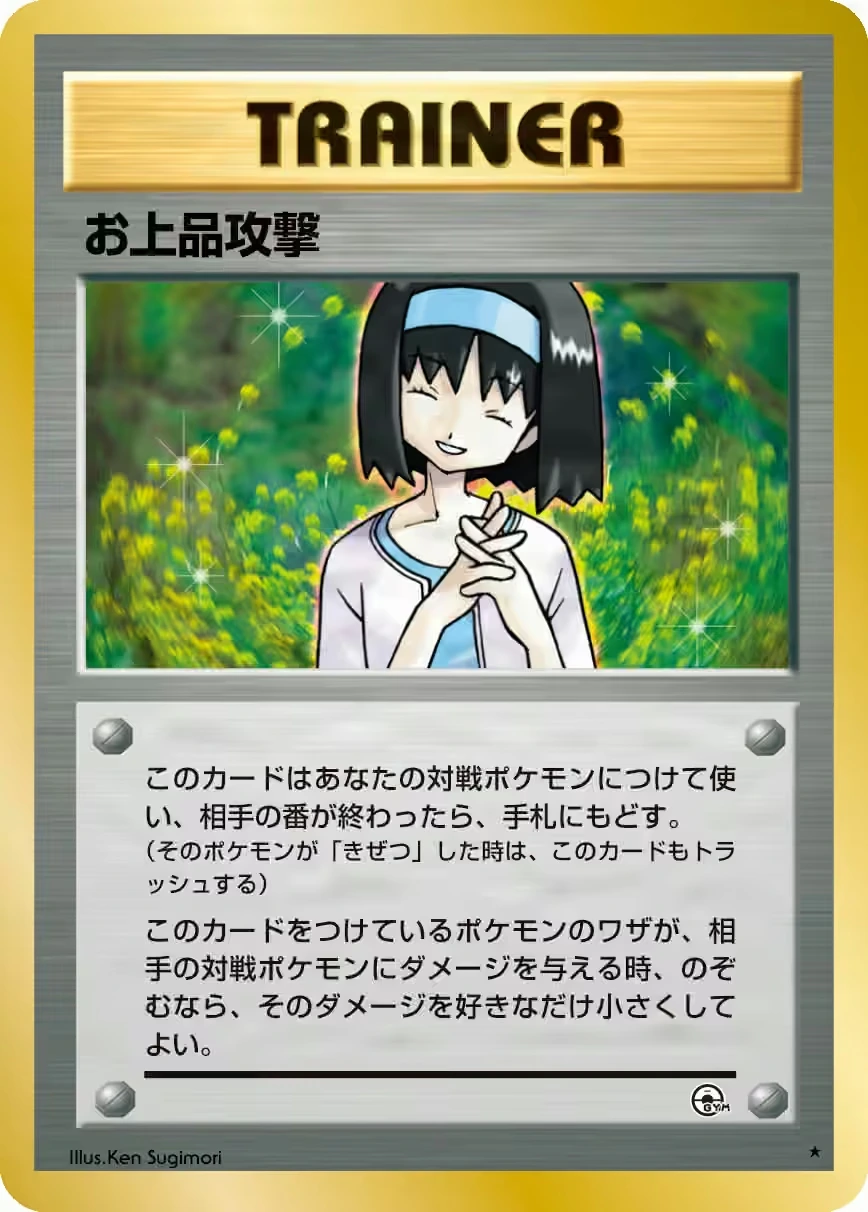 TRAINER
お上品攻撃
このカードはあなたの対戦ポケモンにつけて使
い、相手の番が終わったら、手札にもどす。
（そのポケモンが「きぜつ」した時は、このカードもトラ
ッシュする）
このカードをつけているポケモンのワザが、相
手の対戦ポケモンにダメージを与える時、のぞ
むなら、そのダメージを好きなだけ小さくして
よい。
GYM
Illus.Ken Sugimori
★